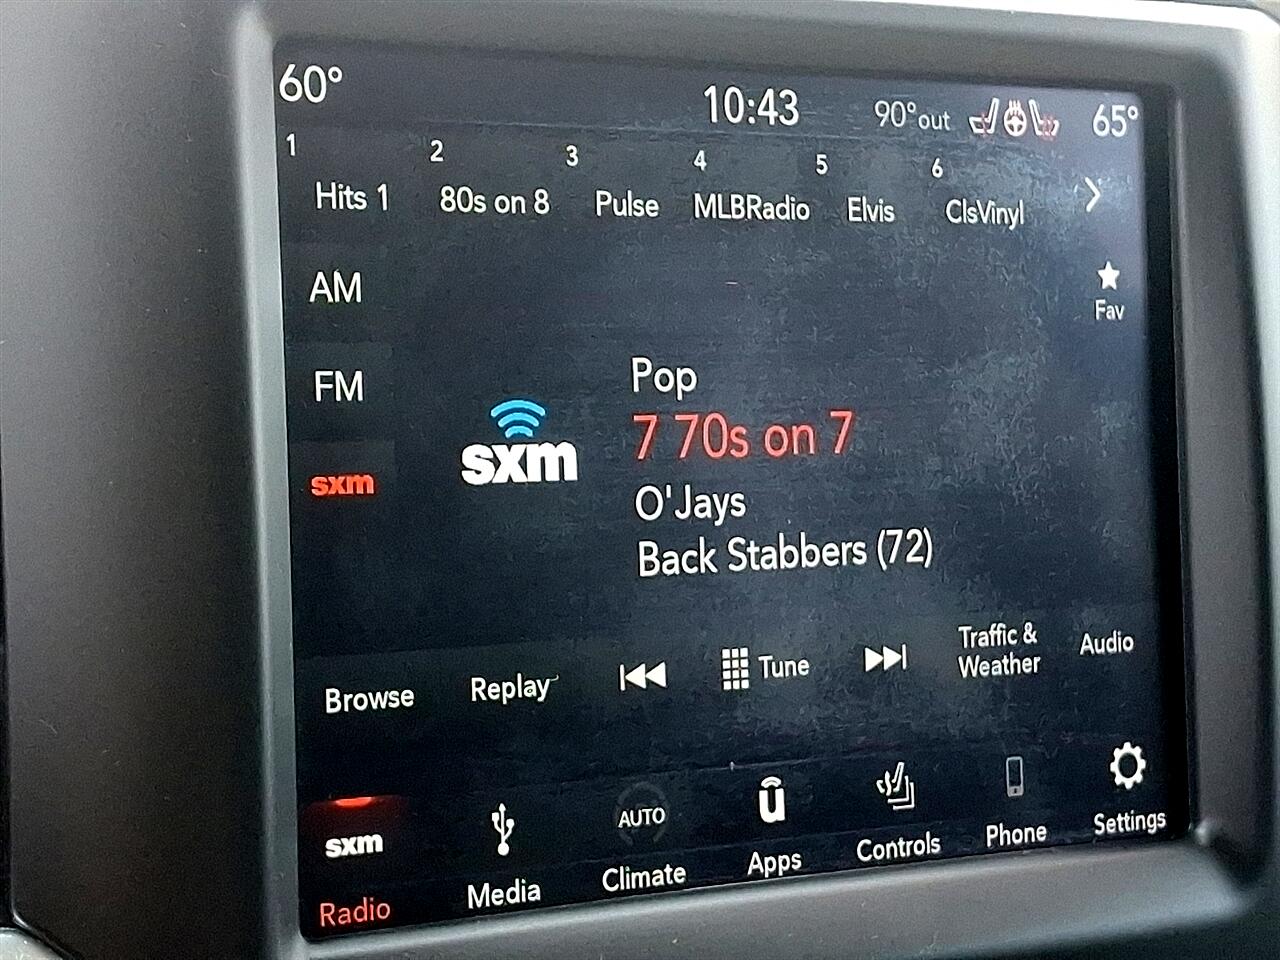 60° 10:43 90°out 65°
1 2 3 4 5 6
Hits 1 80s on 8 Pulse MLBRadio Elvis ClsVinyl
AM
Fav
FM
Pop
7 70s on 7
sxm
sxm
O'Jays
Back Stabbers (72)
Browse Replay Tune Traffic & Weather Audio
sxm AUTO u
Radio Media Climate Apps Controls Phone Settings